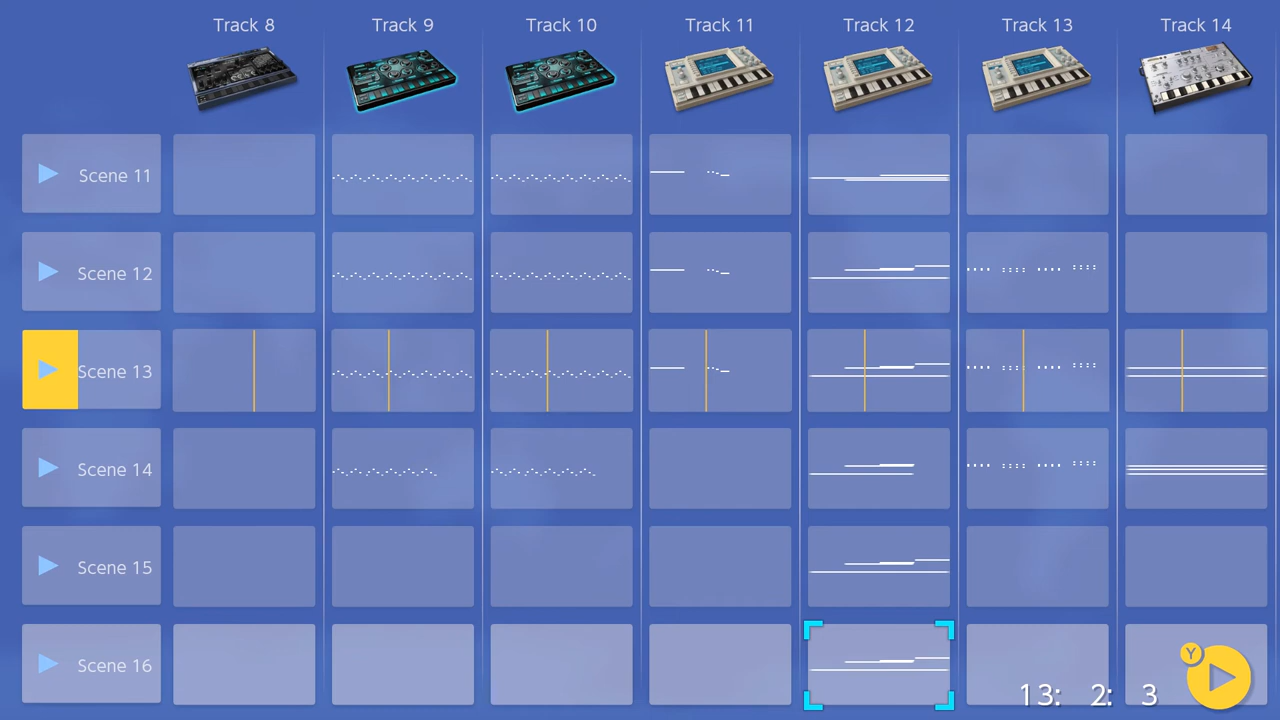 Track 8 Track 9 Track 10 Track 11 Track 12 Track 13 Track 14
Scene 11
Scene 12
Scene 13
Scene 14
Scene 15
Scene 16
Y
13: 2: 3